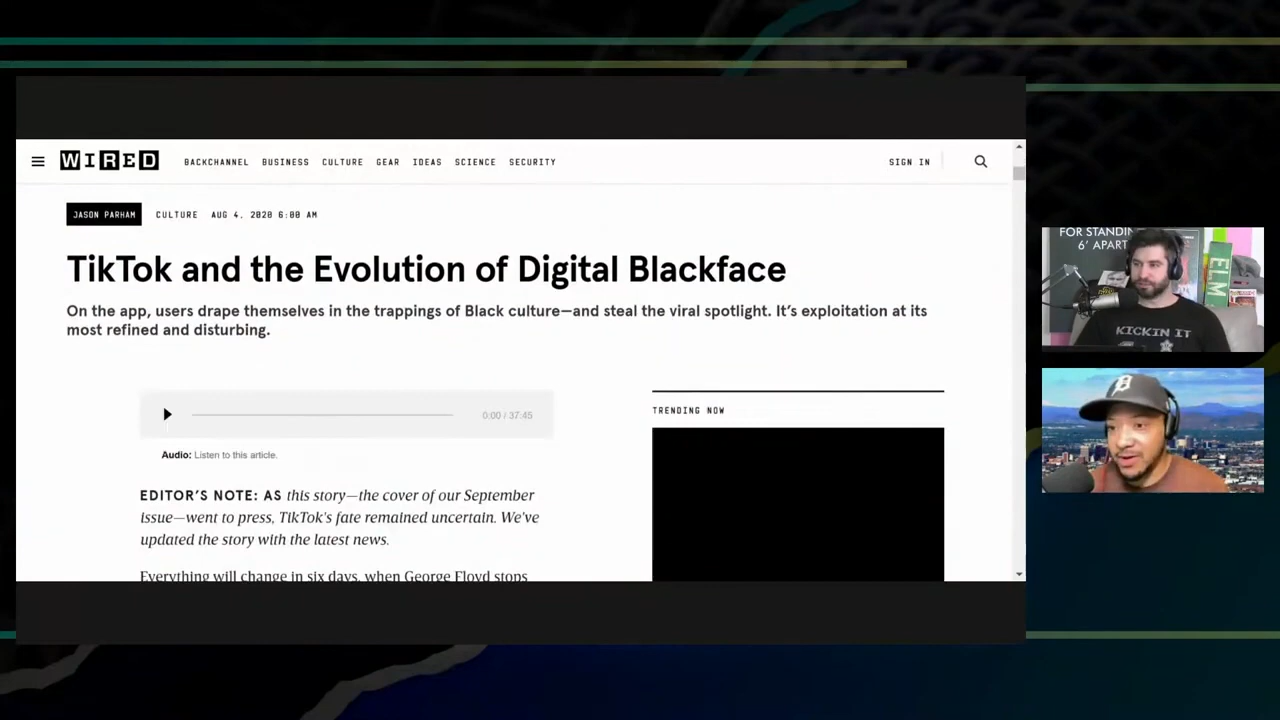 WIRED
BACKCHANNEL BUSINESS CULTURE GEAR IDEAS SCIENCE SECURITY
SIGN IN
JASON PARHAM CULTURE AUG 4, 2020 6:00 AM
TikTok and the Evolution of Digital Blackface
On the app, users drape themselves in the trappings of Black culture—and steal the viral spotlight. It's exploitation at its
most refined and disturbing.
0:00 / 37:45
Audio: Listen to this article.
TRENDING NOW
EDITOR'S NOTE: AS this story—the cover of our September
issue—went to press, TikTok's fate remained uncertain. We've
updated the story with the latest news.
Everything will change in six days, when George Floyd stops
FOR STANDIN
6' APART
ELM
KICKIN IT
D